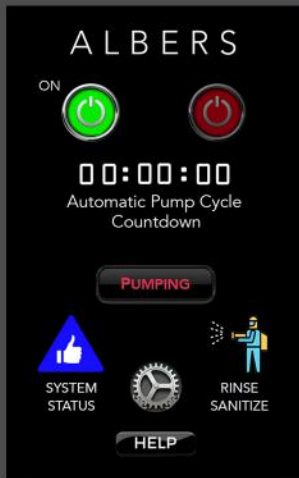 ALBERS
ON
00:00:00
Automatic Pump Cycle
Countdown
PUMPING
SYSTEM
STATUS
RINSE
SANITIZE
HELP